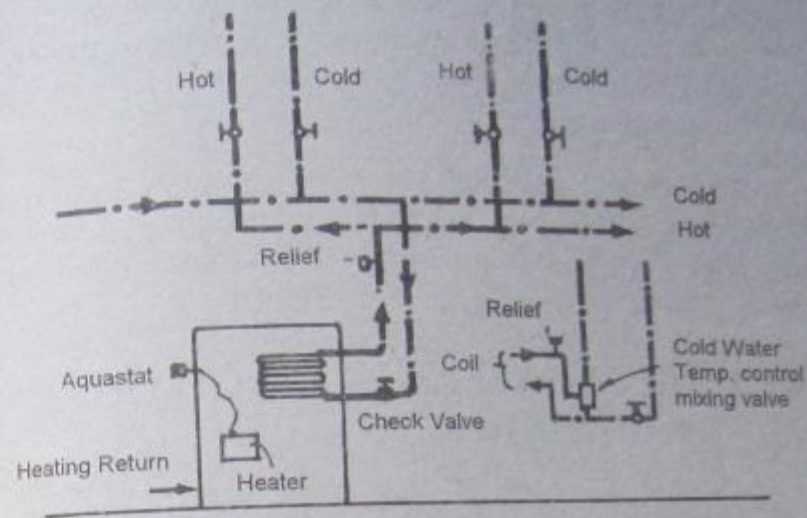 Hot
Cold
Hot
Cold
Cold
Hot
Relief
Relief
Coil
Cold Water
Temp. control
mixing valve
Aquastat
Check Valve
Heating Return
Heater